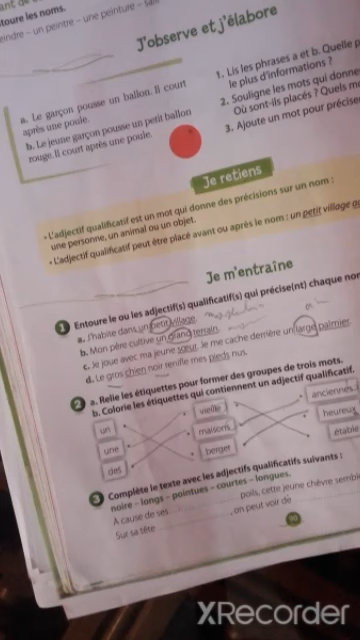 toure les noms.
eindre – un peintre – une peinture –
J'observe et j'élabore
a. Le garçon pousse un ballon. Il court
après une poule.
b. Le jeune garçon pousse un petit ballon
rouge. Il court après une poule.
1. Lis les phrases a et b. Quelle p
le plus d'informations ?
2. Souligne les mots qui donne
Où sont-ils placés ? Quels m
3. Ajoute un mot pour précise
Je retiens
• L'adjectif qualificatif est un mot qui donne des précisions sur un nom :
une personne, un animal ou un objet.
• L'adjectif qualificatif peut être placé avant ou après le nom : un petit village
Je m'entraîne
1 Entoure le ou les adjectif(s) qualificatif(s) qui précise(nt) chaque nom
a. J'habite dans un petit village.
b. Mon père cultive un grand terrain.
c. Je joue avec ma jeune sœur. Je me cache derrière un large palmier.
d. Le gros chien noir renifle mes pieds nus.
2 a. Relie les étiquettes pour former des groupes de trois mots.
b. Colorie les étiquettes qui contiennent un adjectif qualificatif.
un
vieille
anciennes
une
maisons
heureux
des
berger
étable
3 Complète le texte avec les adjectifs qualificatifs suivants :
noire – longs – pointues – courtes – longues.
À cause de ses poils, cette jeune chèvre semble
Sur sa tête , on peut voir de
90
XRecorder